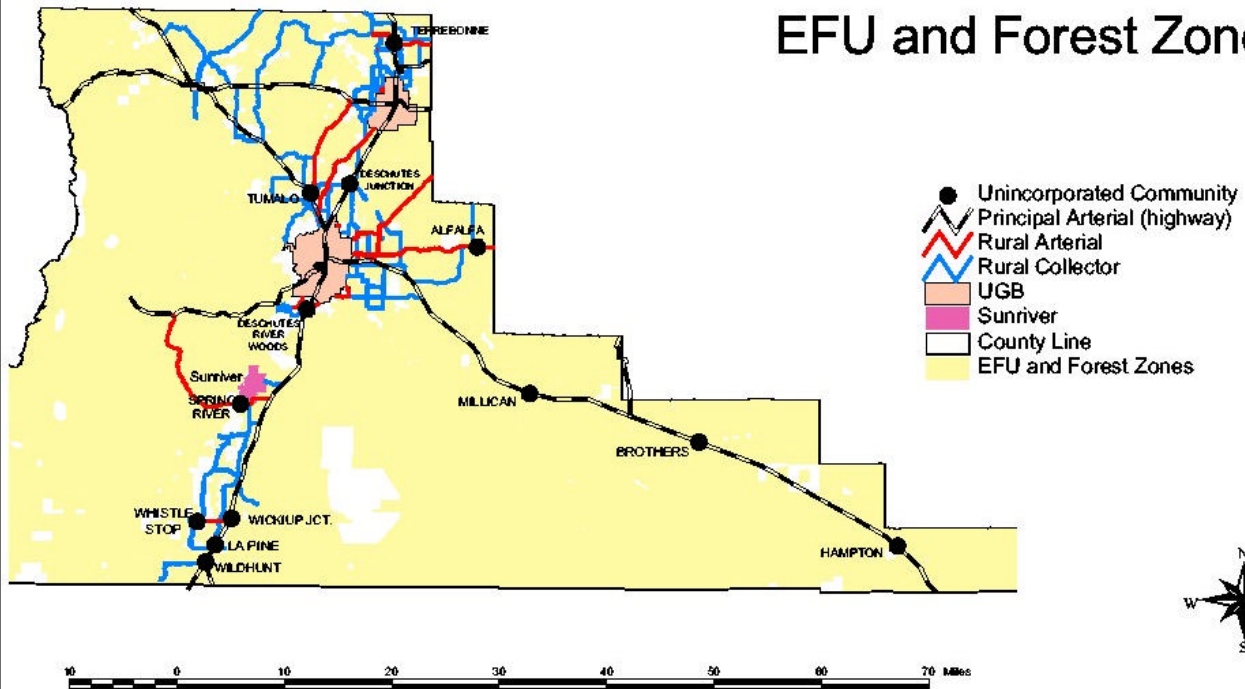 EFU and Forest Zone
TERREBONNE
DESCHUTES
JUNCTION
TUMALO
ALFALFA
Unincorporated Community
Principal Arterial (highway)
Rural Arterial
Rural Collector
UGB
Sunriver
County Line
EFU and Forest Zones
DESCHUTES
RIVER
WOODS
Sunriver
SPRING
RIVER
MILLICAN
BROTHERS
WHISTLE
STOP
WICKIUP JCT.
LA PINE
WILDHUNT
HAMPTON
N
W
S
10 0 10 20 30 40 50 60 70 Miles